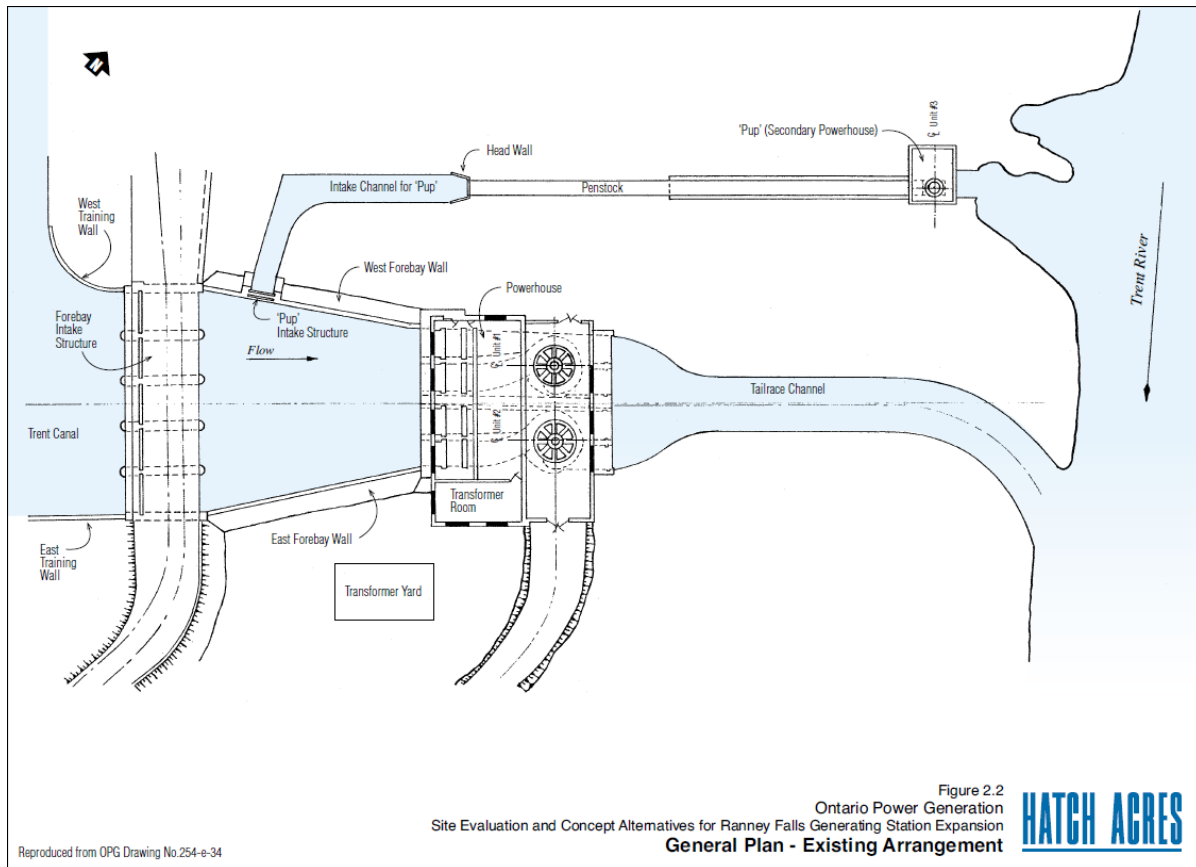 N
'Pup' (Secondary Powerhouse)
℄ Unit #3
Head Wall
Intake Channel for 'Pup'
Penstock
West
Training
Wall
West Forebay Wall
Trent River
Powerhouse
Forebay
Intake
Structure
'Pup'
Intake Structure
Flow
℄ Unit #1
Tailrace Channel
Trent Canal
℄ Unit #2
Transformer
Room
East Forebay Wall
East
Training
Wall
Transformer Yard
Figure 2.2
Ontario Power Generation
Site Evaluation and Concept Alternatives for Ranney Falls Generating Station Expansion
General Plan - Existing Arrangement
HATCH ACRES
Reproduced from OPG Drawing No.254-e-34